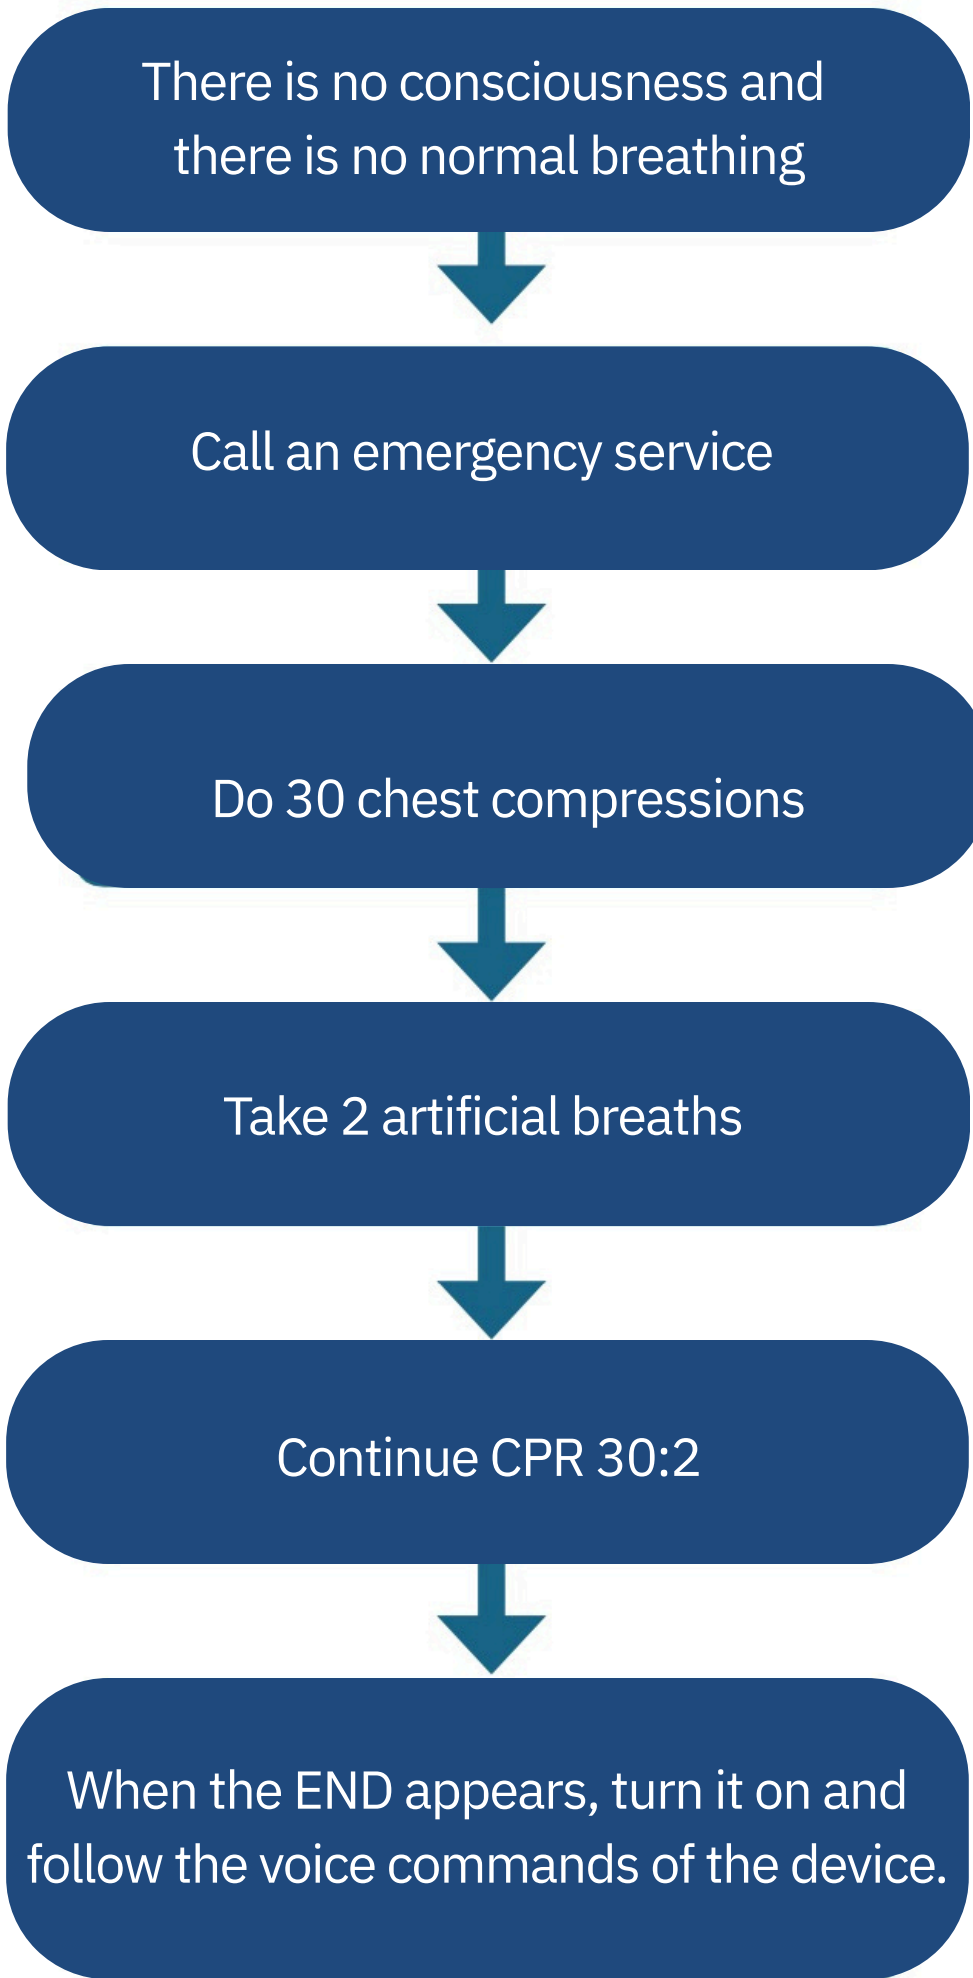 There is no consciousness and
there is no normal breathing
Call an emergency service
Do 30 chest compressions
Take 2 artificial breaths
Continue CPR 30:2
When the END appears, turn it on and
follow the voice commands of the device.